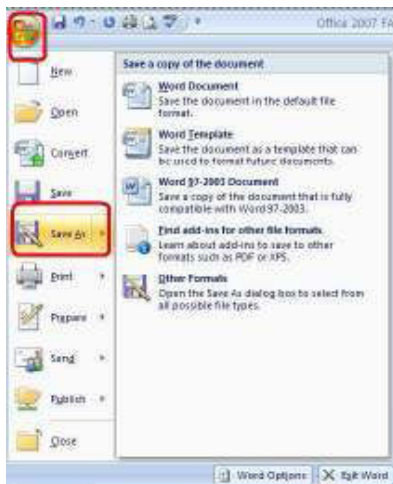 Office 2007 FA
New
Open
Convert
Save
Save As
Print
Prepare
Send
Publish
Close
Save a copy of the document
Word Document
Save the document in the default file
format.
Word Template
Save the document as a template that can
be used to format future documents.
Word 97-2003 Document
Save a copy of the document that is fully
compatible with Word 97-2003.
Find add-ins for other file formats
Learn about add-ins to save to other
formats such as PDF or XPS.
Other Formats
Open the Save As dialog box to select from
all possible file types.
Word Options
Exit Word